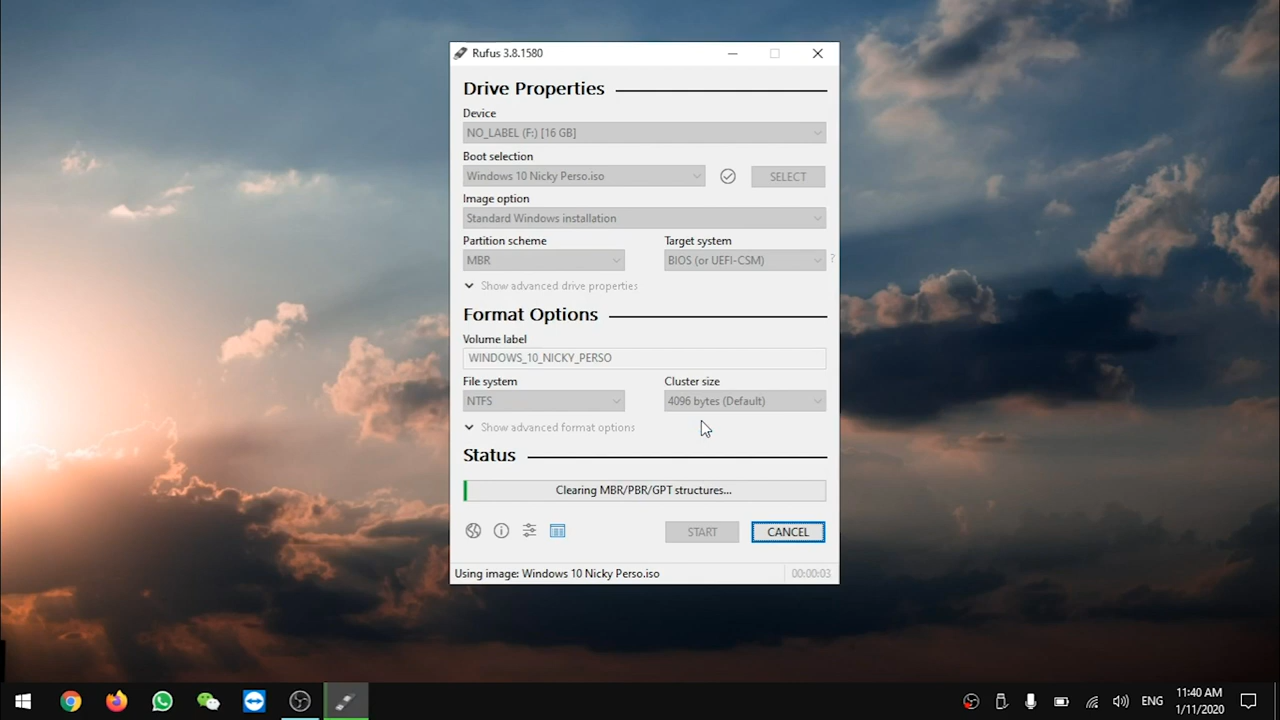 Rufus 3.8.1580
Drive Properties
Device
NO_LABEL (F:) [16 GB]
Boot selection
Windows 10 Nicky Perso.iso
SELECT
Image option
Standard Windows installation
Partition scheme
Target system
MBR
BIOS (or UEFI-CSM)
?
Show advanced drive properties
Format Options
Volume label
WINDOWS_10_NICKY_PERSO
File system
Cluster size
NTFS
4096 bytes (Default)
Show advanced format options
Status
Clearing MBR/PBR/GPT structures...
START
CANCEL
Using image: Windows 10 Nicky Perso.iso
00:00:03
ENG
11:40 AM
1/11/2020